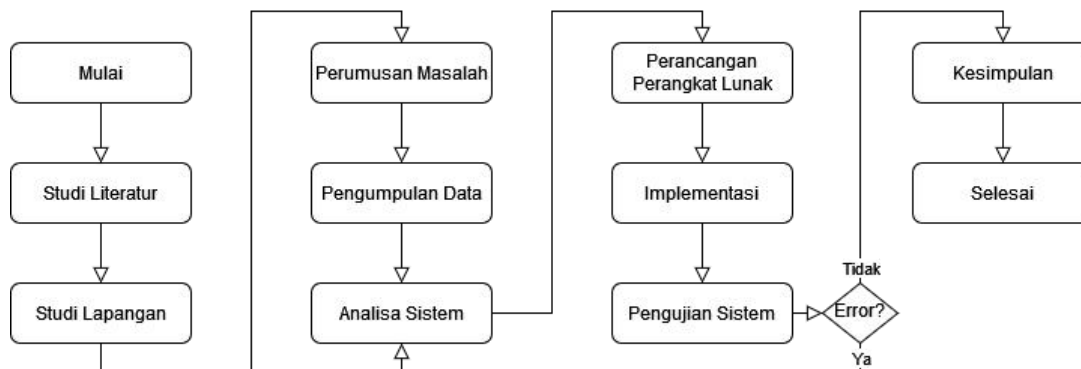 Mulai
Studi Literatur
Studi Lapangan
Perumusan Masalah
Pengumpulan Data
Analisa Sistem
Perancangan
Perangkat Lunak
Implementasi
Pengujian Sistem
Error?
Tidak
Ya
Kesimpulan
Selesai